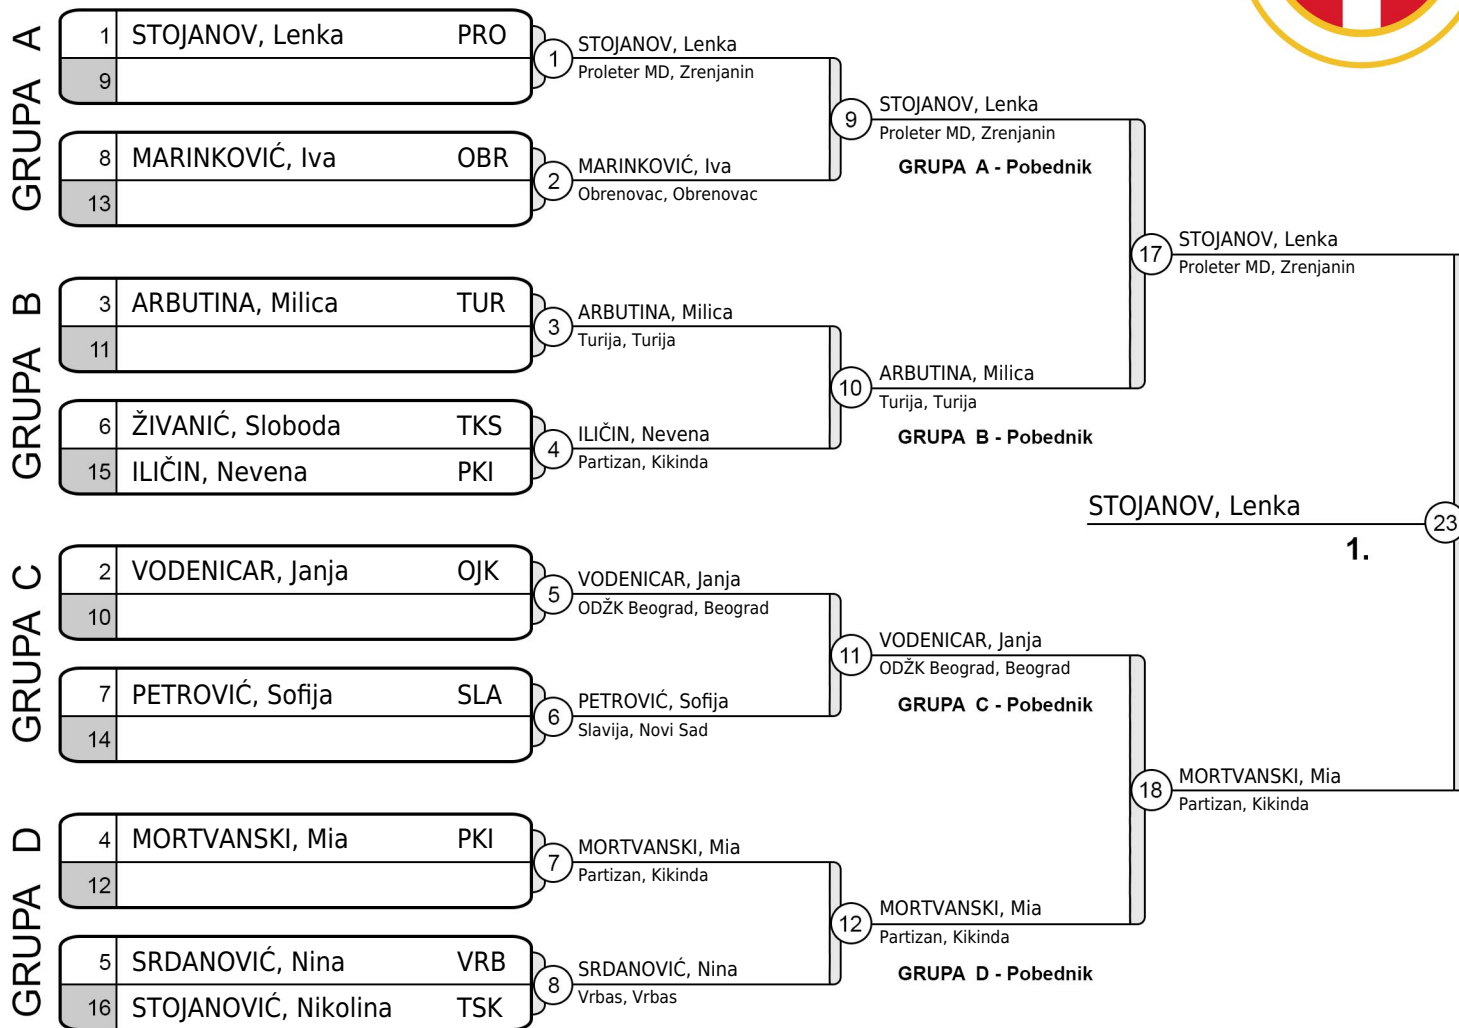 GRUPA A
1 STOJANOV, Lenka PRO
9
8 MARINKOVIĆ, Iva OBR
13
GRUPA B
3 ARBUTINA, Milica TUR
11
6 ŽIVANIĆ, Sloboda TKS
15 ILIČIN, Nevena PKI
GRUPA C
2 VODENICAR, Janja OJK
10
7 PETROVIĆ, Sofija SLA
14
GRUPA D
4 MORTVANSKI, Mia PKI
12
5 SRDANOVIĆ, Nina VRB
16 STOJANOVIĆ, Nikolina TSK
1 STOJANOV, Lenka
Proleter MD, Zrenjanin
2 MARINKOVIĆ, Iva
Obrenovac, Obrenovac
3 ARBUTINA, Milica
Turija, Turija
4 ILIČIN, Nevena
Partizan, Kikinda
5 VODENICAR, Janja
ODŽK Beograd, Beograd
6 PETROVIĆ, Sofija
Slavija, Novi Sad
7 MORTVANSKI, Mia
Partizan, Kikinda
8 SRDANOVIĆ, Nina
Vrbas, Vrbas
9 STOJANOV, Lenka
Proleter MD, Zrenjanin
GRUPA A - Pobednik
10 ARBUTINA, Milica
Turija, Turija
GRUPA B - Pobednik
11 VODENICAR, Janja
ODŽK Beograd, Beograd
GRUPA C - Pobednik
12 MORTVANSKI, Mia
Partizan, Kikinda
GRUPA D - Pobednik
17 STOJANOV, Lenka
Proleter MD, Zrenjanin
18 MORTVANSKI, Mia
Partizan, Kikinda
STOJANOV, Lenka 23
1.